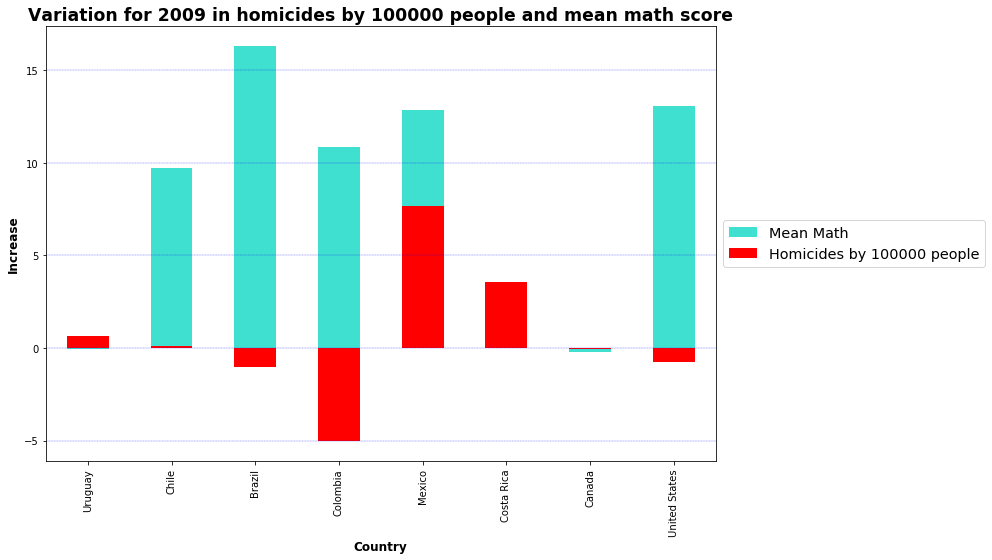 Variation for 2009 in homicides by 100000 people and mean math score
Increase
15
10
5
0
−5
Uruguay
Chile
Brazil
Colombia
Mexico
Costa Rica
Canada
United States
Country
Mean Math
Homicides by 100000 people